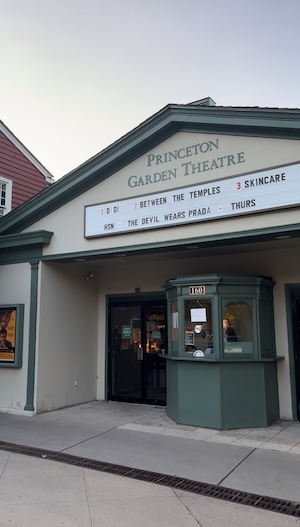 PRINCETON
GARDEN THEATRE
1 DIDI 2 BETWEEN THE TEMPLES 3 SKINCARE
HSN - THE DEVIL WEARS PRADA - THURS
160